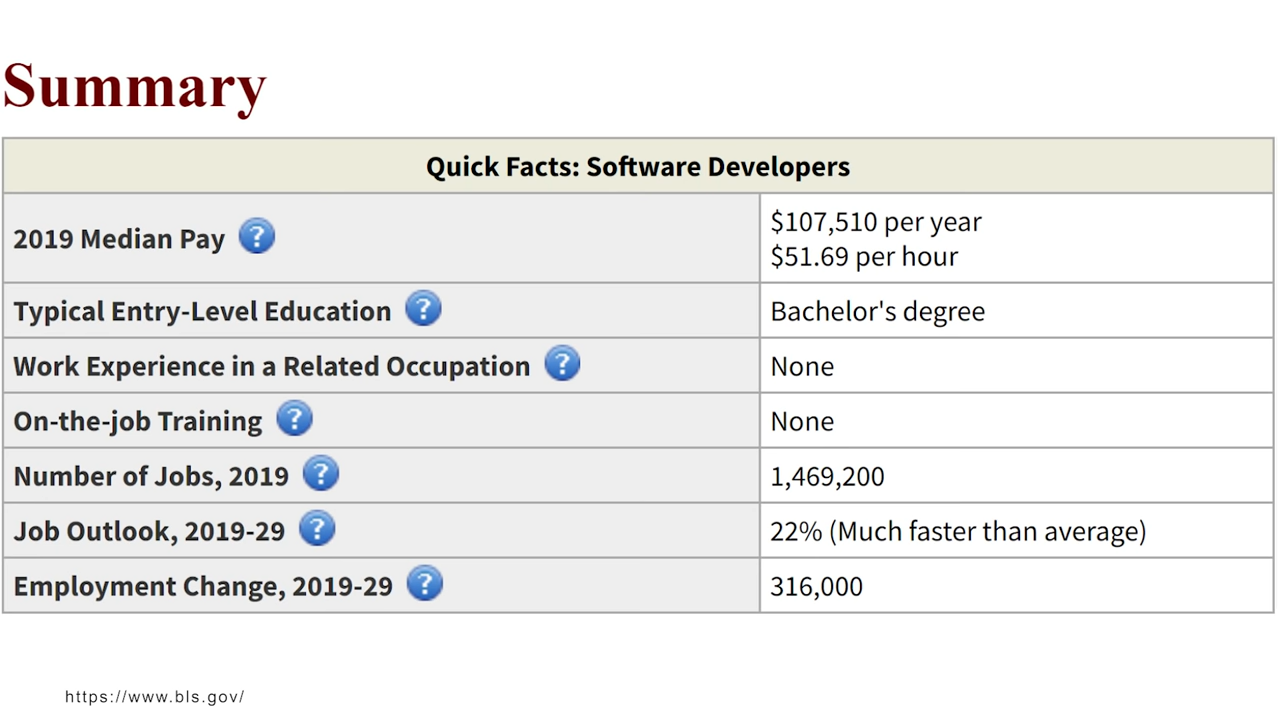 Summary
Quick Facts: Software Developers
2019 Median Pay ?
$107,510 per year
$51.69 per hour
Typical Entry-Level Education ?
Bachelor's degree
Work Experience in a Related Occupation ?
None
On-the-job Training ?
None
Number of Jobs, 2019 ?
1,469,200
Job Outlook, 2019-29 ?
22% (Much faster than average)
Employment Change, 2019-29 ?
316,000
https://www.bls.gov/